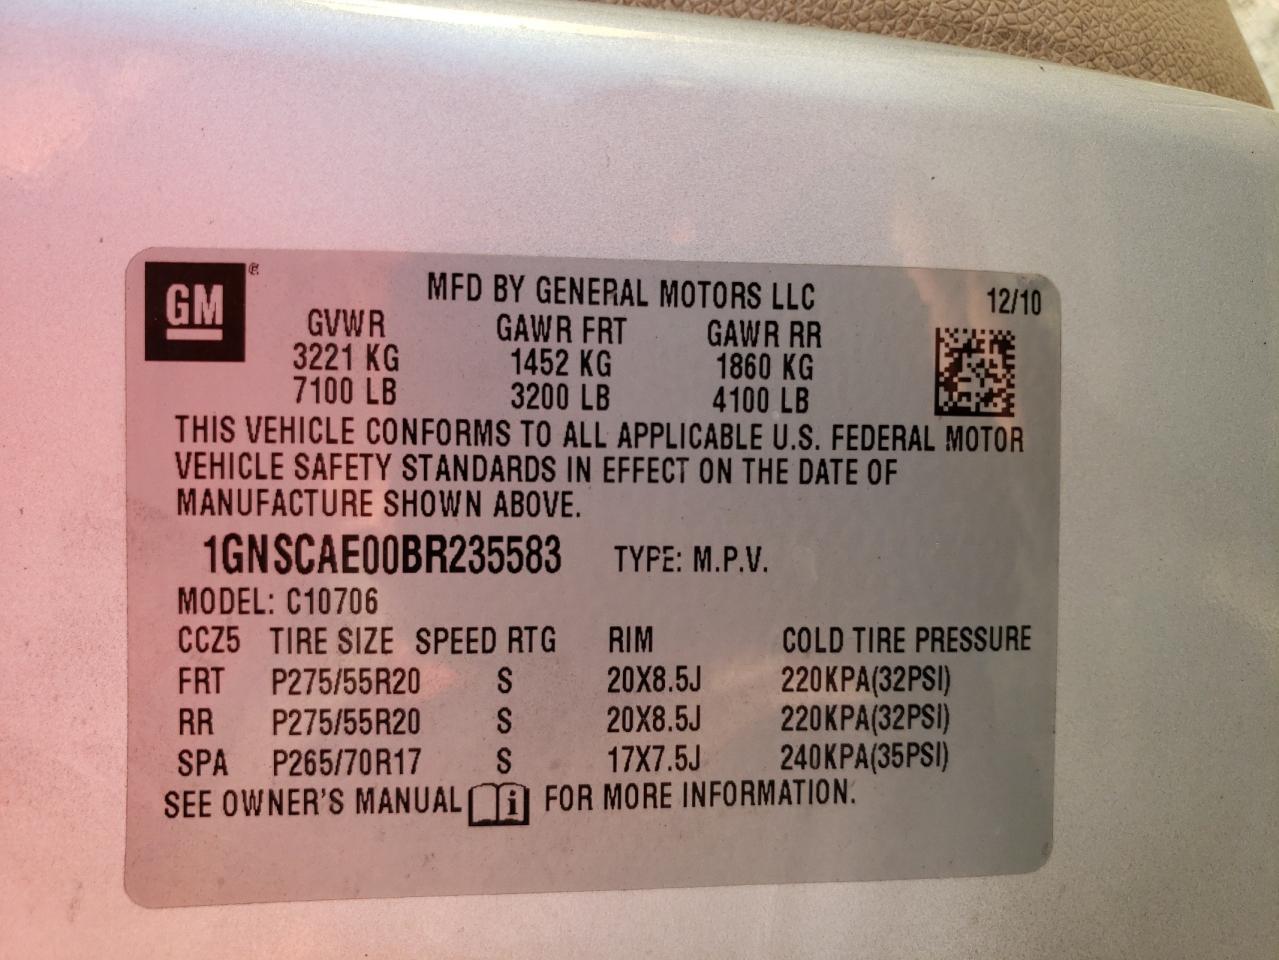 GM®
MFD BY GENERAL MOTORS LLC 12/10
GVWR GAWR FRT GAWR RR
3221 KG 1452 KG 1860 KG
7100 LB 3200 LB 4100 LB
THIS VEHICLE CONFORMS TO ALL APPLICABLE U.S. FEDERAL MOTOR
VEHICLE SAFETY STANDARDS IN EFFECT ON THE DATE OF
MANUFACTURE SHOWN ABOVE.
1GNSCAE00BR235583 TYPE: M.P.V.
MODEL: C10706
CCZ5 TIRE SIZE SPEED RTG RIM COLD TIRE PRESSURE
FRT P275/55R20 S 20X8.5J 220KPA(32PSI)
RR P275/55R20 S 20X8.5J 220KPA(32PSI)
SPA P265/70R17 S 17X7.5J 240KPA(35PSI)
SEE OWNER'S MANUAL i FOR MORE INFORMATION.